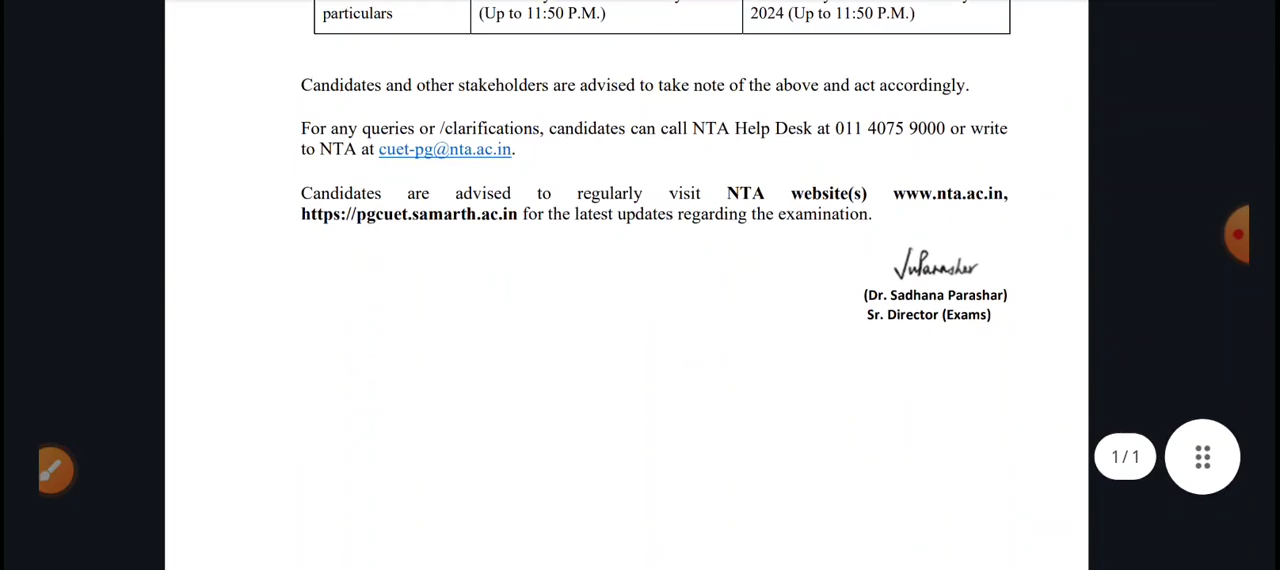 particulars (Up to 11:50 P.M.) 2024 (Up to 11:50 P.M.)
Candidates and other stakeholders are advised to take note of the above and act accordingly.
For any queries or /clarifications, candidates can call NTA Help Desk at 011 4075 9000 or write
to NTA at cuet-pg@nta.ac.in.
Candidates are advised to regularly visit NTA website(s) www.nta.ac.in,
https://pgcuet.samarth.ac.in for the latest updates regarding the examination.
(Dr. Sadhana Parashar)
Sr. Director (Exams)
1 / 1